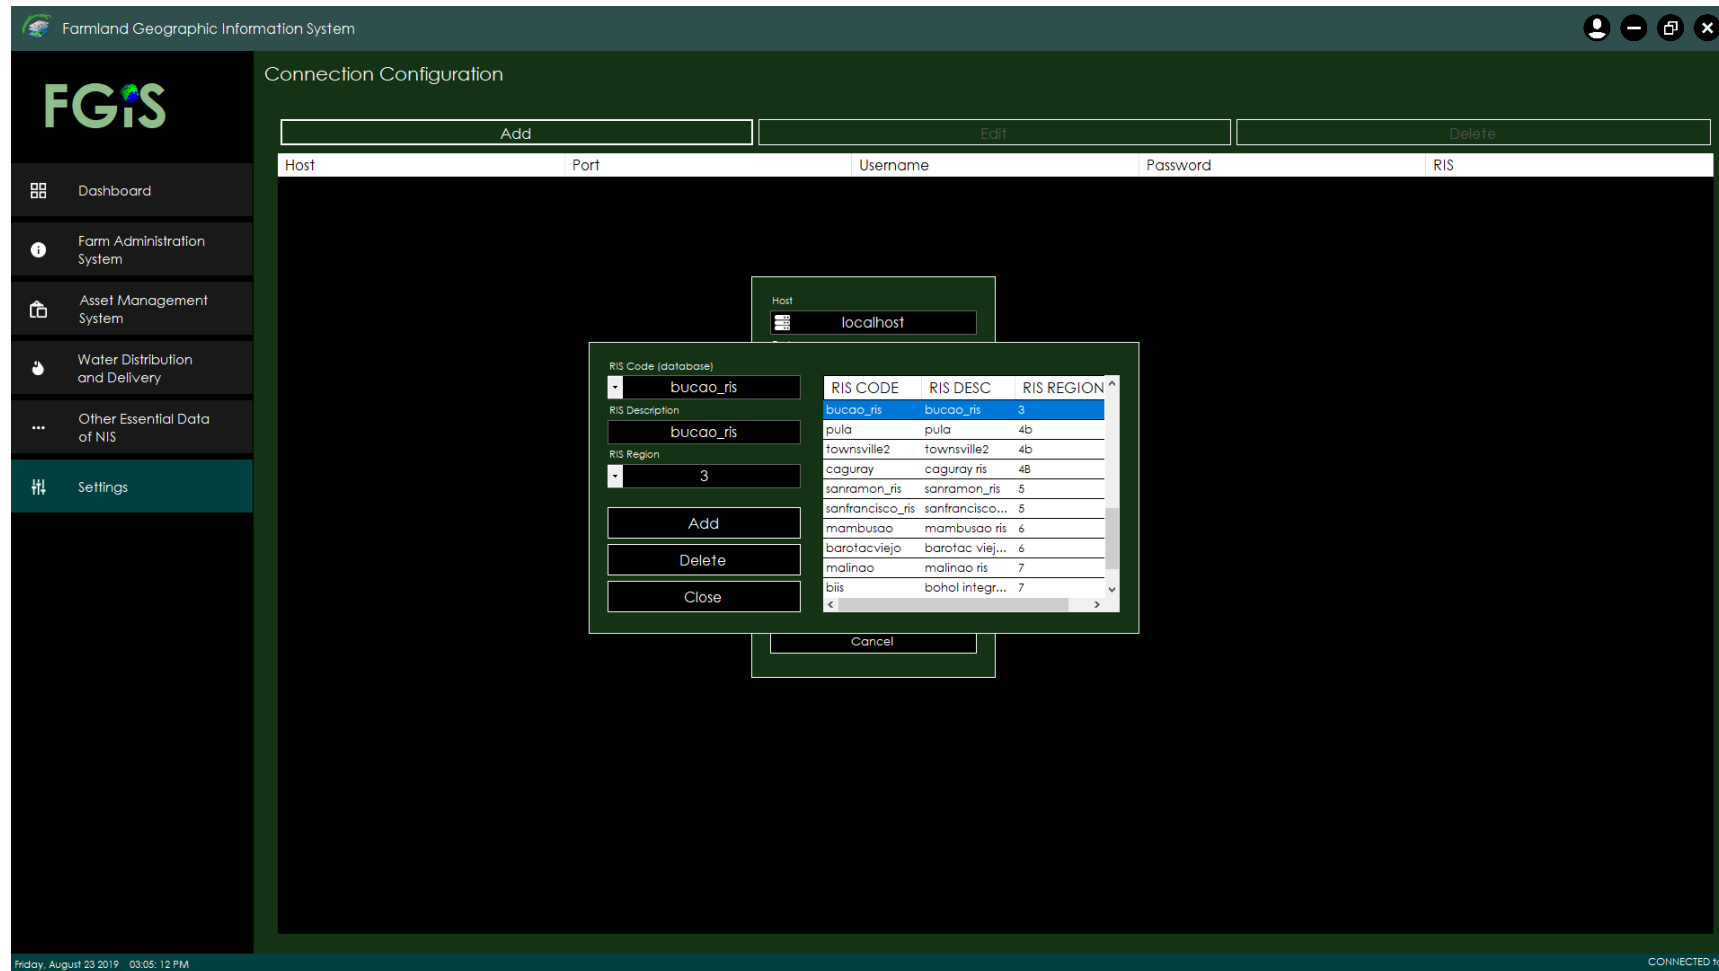 Farmland Geographic Information System
FGiS
Connection Configuration
Add
Edit
Delete
Host
Port
Username
Password
RIS
Dashboard
Farm Administration
System
Asset Management
System
Water Distribution
and Delivery
Other Essential Data
of NIS
Settings
Host
localhost
RIS Code (database)
bucao_ris
RIS Description
bucao_ris
RIS Region
3
Add
Delete
Close
RIS CODE RIS DESC RIS REGION
bucao_ris bucao_ris 3
pula pula 4b
townsville2 townsville2 4b
caguray caguray ris 4B
sanramon_ris sanramon_ris 5
sanfrancisco_ris sanfrancisco... 5
mambusao mambusao ris 6
barotacviejo barotac viej... 6
malinao malinao ris 7
biis bohol integr... 7
Cancel
Friday, August 23 2019 03:05: 12 PM
CONNECTED